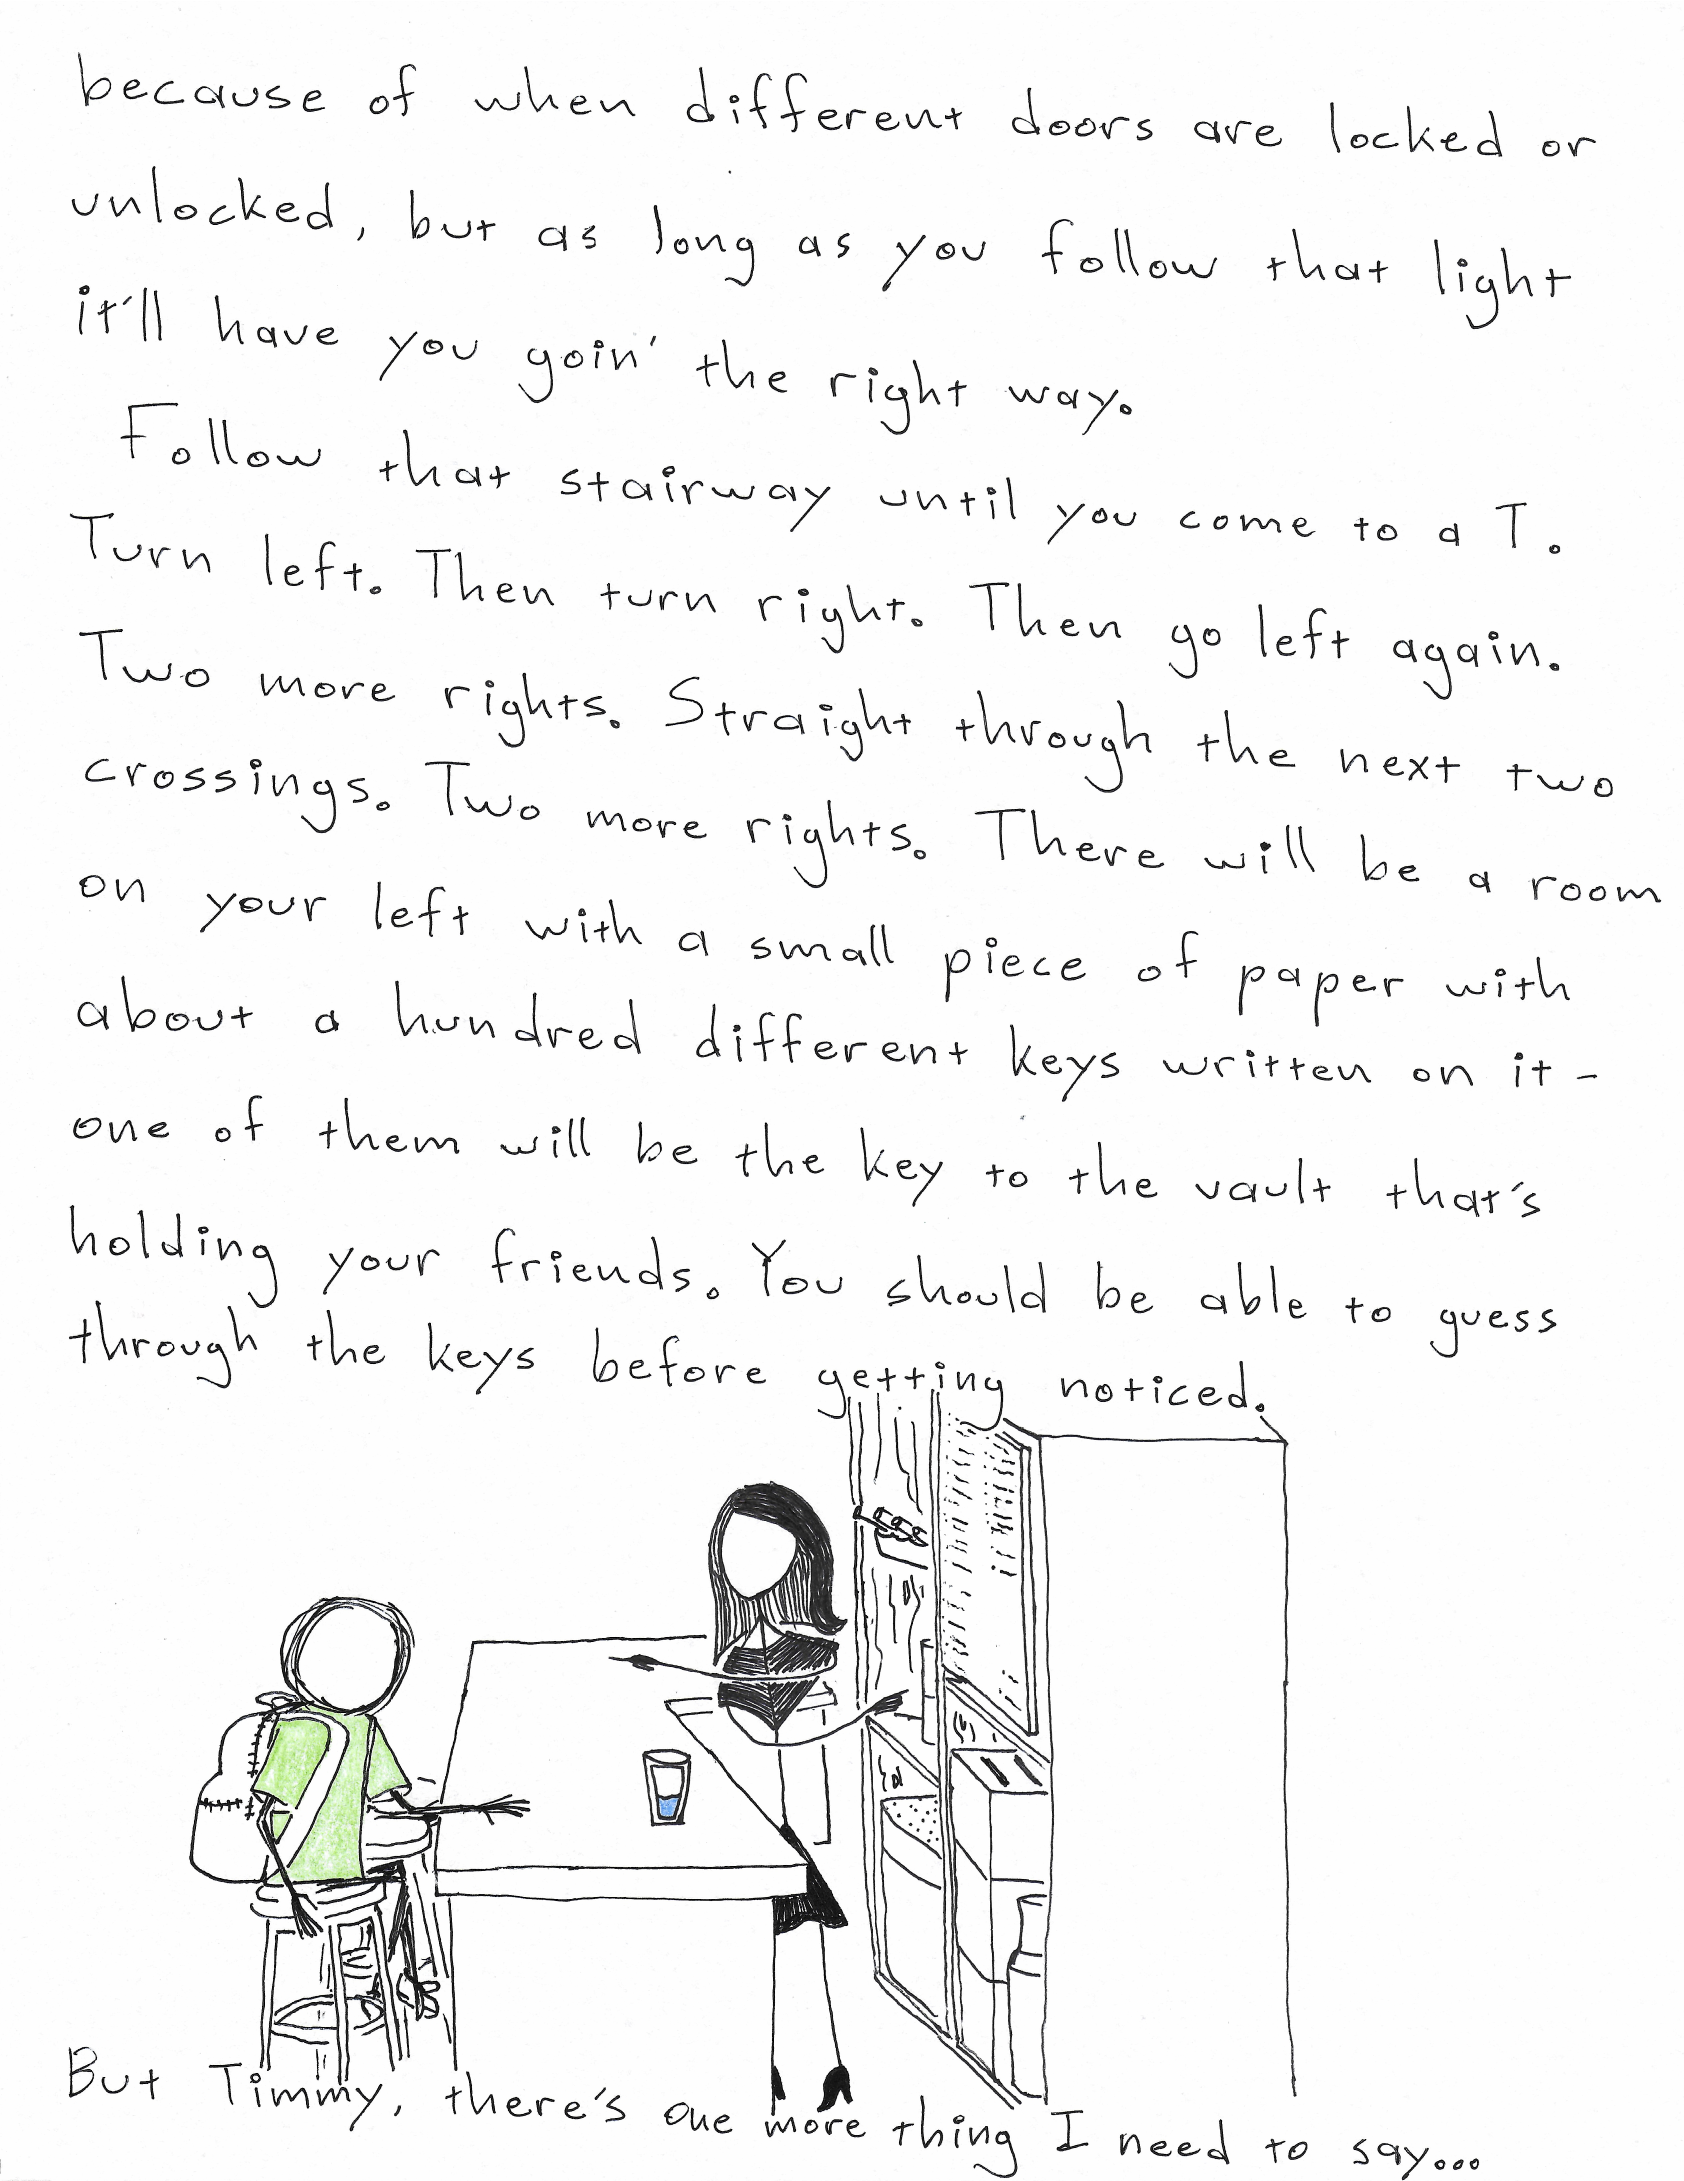 because of when different doors are locked or
unlocked, but as long as you follow that light
it'll have you goin' the right way.
Follow that stairway until you come to a T.
Turn left. Then turn right. Then go left again.
Two more rights. Straight through the next two
crossings. Two more rights. There will be a room
on your left with a small piece of paper with
about a hundred different keys written on it -
one of them will be the key to the vault that's
holding your friends. You should be able to guess
through the keys before getting noticed.
But Timmy, there's one more thing I need to say...